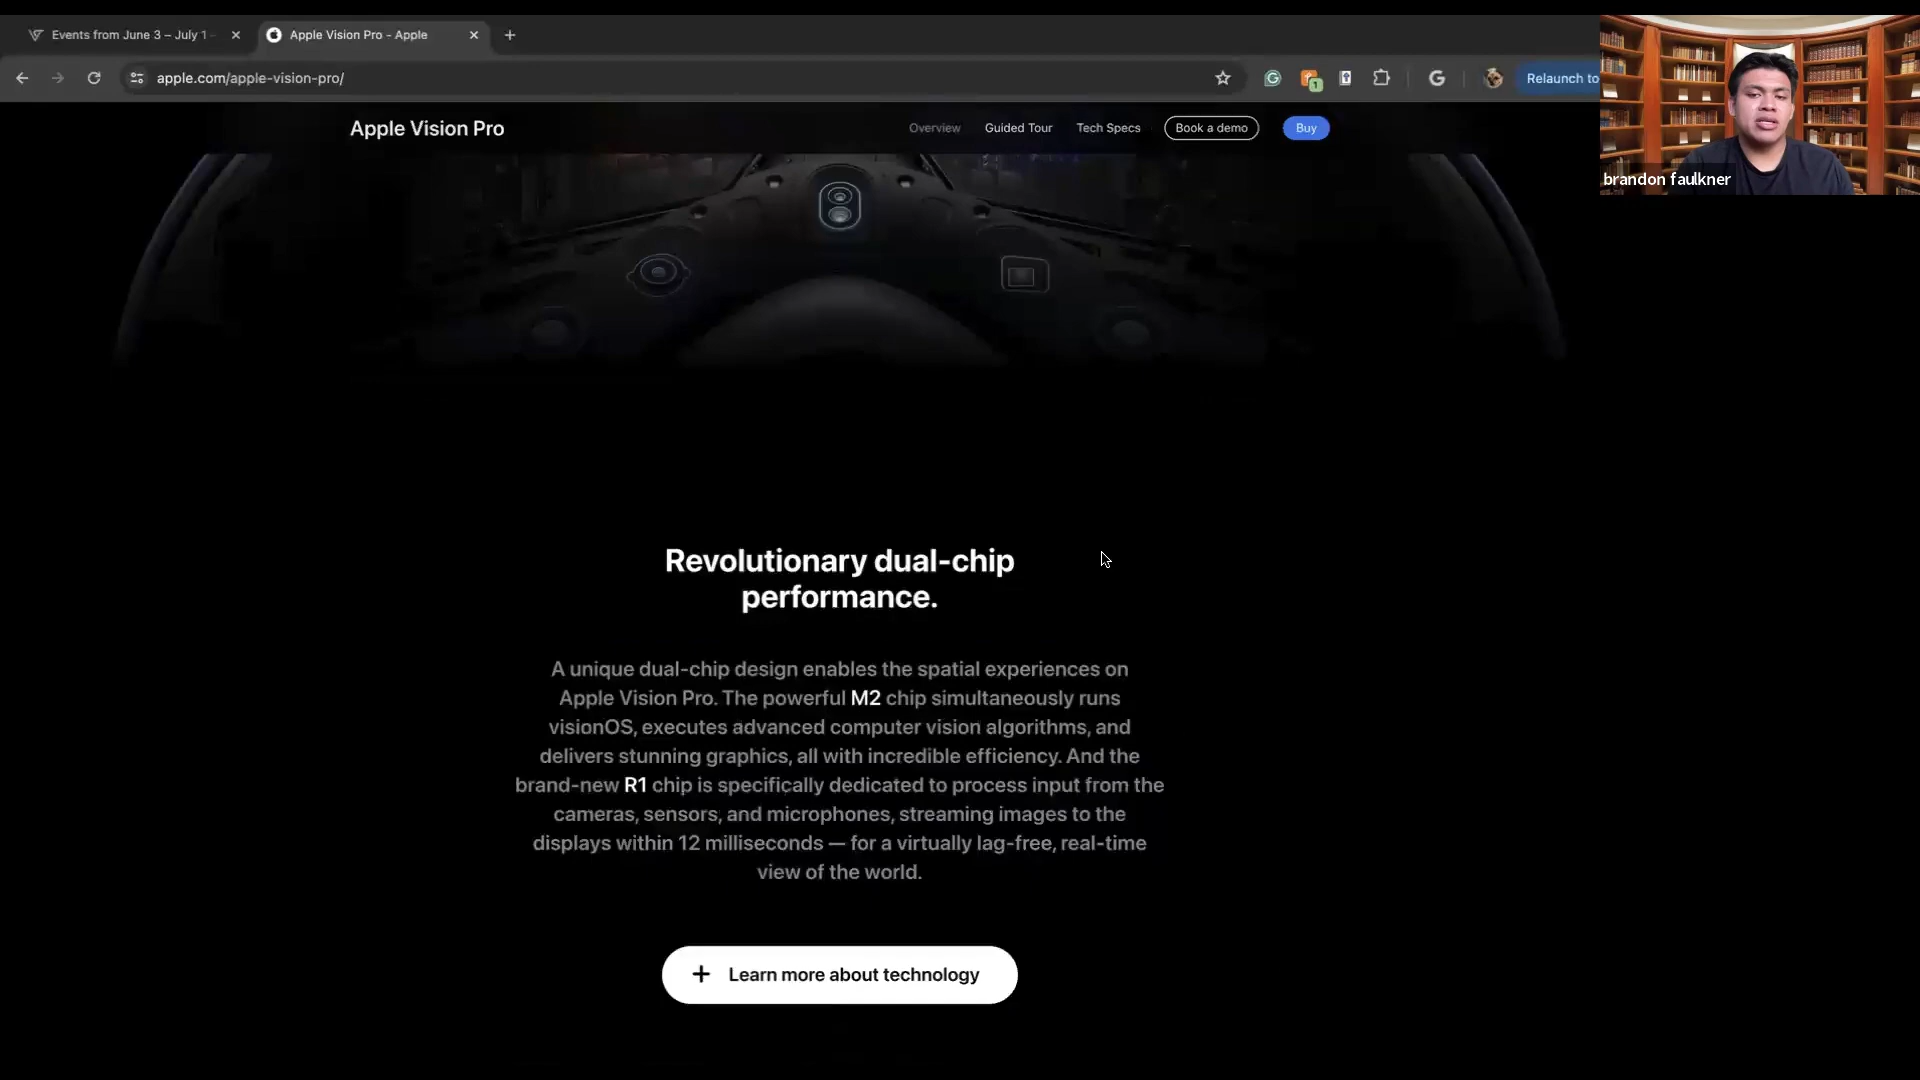 Events from June 3 – July 1 -
Apple Vision Pro - Apple
apple.com/apple-vision-pro/
1
G
Relaunch to
Apple Vision Pro
Overview
Guided Tour
Tech Specs
Book a demo
Buy
brandon faulkner
Revolutionary dual-chip
performance.
A unique dual-chip design enables the spatial experiences on
Apple Vision Pro. The powerful M2 chip simultaneously runs
visionOS, executes advanced computer vision algorithms, and
delivers stunning graphics, all with incredible efficiency. And the
brand-new R1 chip is specifically dedicated to process input from the
cameras, sensors, and microphones, streaming images to the
displays within 12 milliseconds — for a virtually lag-free, real-time
view of the world.
+ Learn more about technology